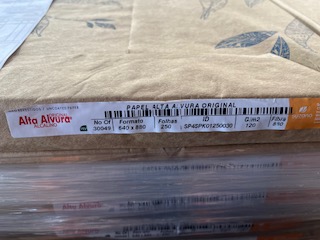 PAPEL ALTA ALVURA ORIGINAL
Alta Alvura
ALCALINO
No Of Formato Folhas ID G/m2 Fibra
30049 640 x 880 250 SP45PK01250030 120 880